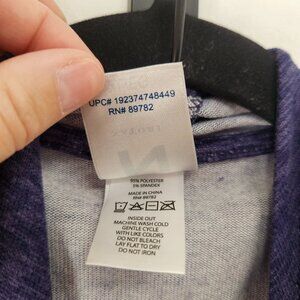 UPC# 192374748449
RN# 89782
95% POLYESTER
5% SPANDEX
MADE IN CHINA
RN# 89782
INSIDE OUT
MACHINE WASH COLD
GENTLE CYCLE
WITH LIKE COLORS
DO NOT BLEACH
LAY FLAT TO DRY
DO NOT IRON